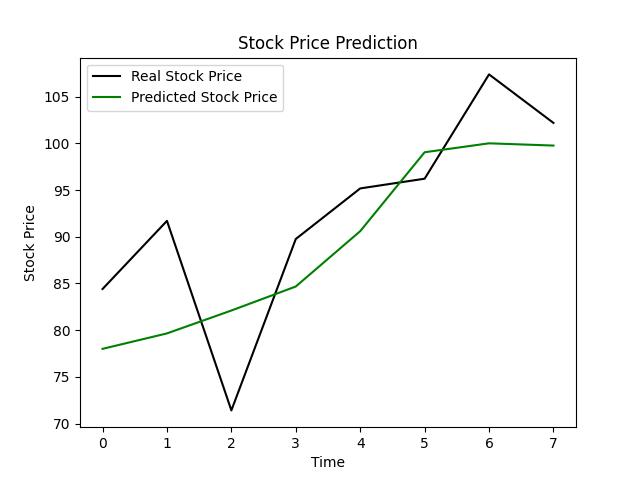 Stock Price Prediction
Real Stock Price
Predicted Stock Price
Stock Price
105
100
95
90
85
80
75
70
0 1 2 3 4 5 6 7
Time